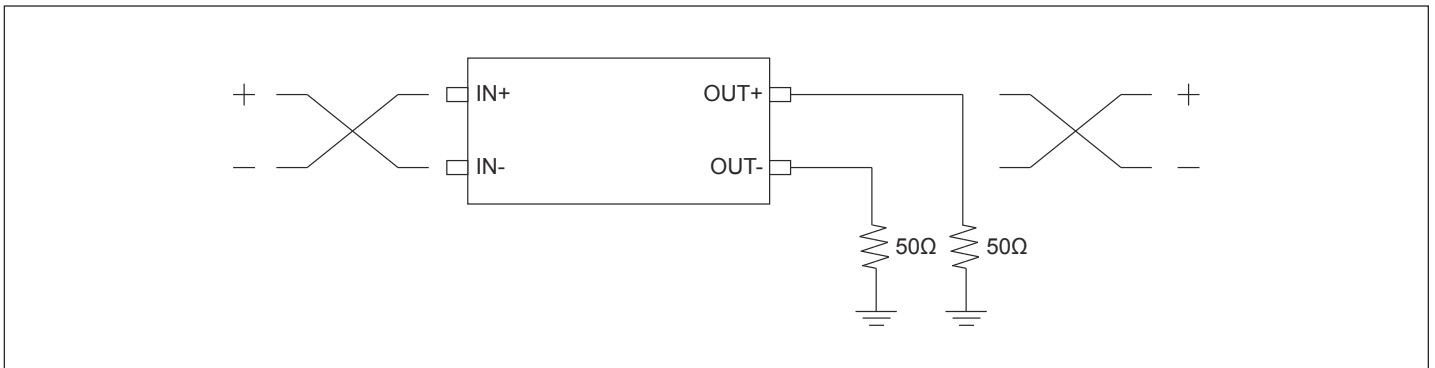 + IN+ OUT+ +
- IN- OUT- -
50Ω 50Ω